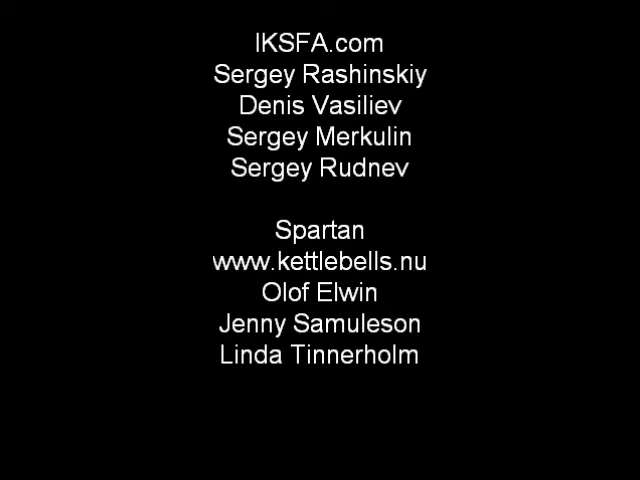 IKSFA.com
Sergey Rashinskiy
Denis Vasiliev
Sergey Merkulin
Sergey Rudnev
Spartan
www.kettlebells.nu
Olof Elwin
Jenny Samuleson
Linda Tinnerholm